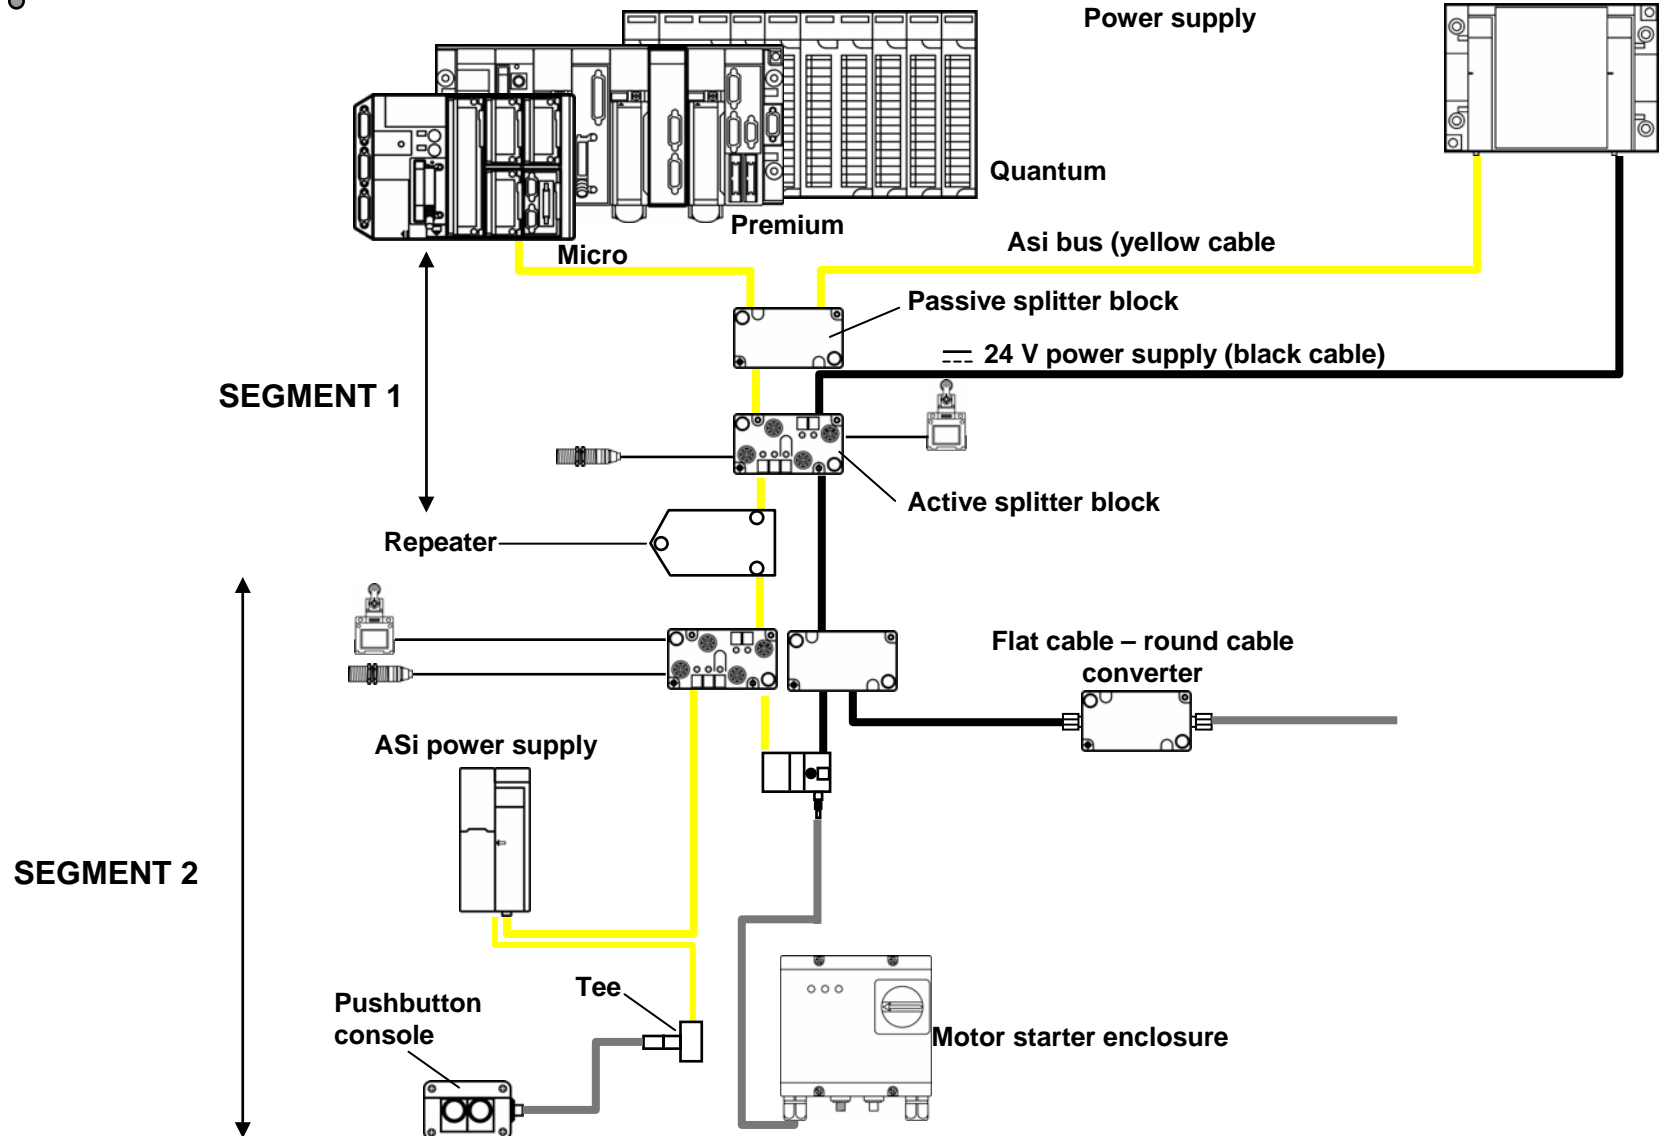 Power supply
Quantum
Premium
Asi bus (yellow cable
Micro
Passive splitter block
24 V power supply (black cable)
SEGMENT 1
Active splitter block
Repeater
Flat cable – round cable
converter
ASi power supply
SEGMENT 2
Tee
Pushbutton
console
Motor starter enclosure